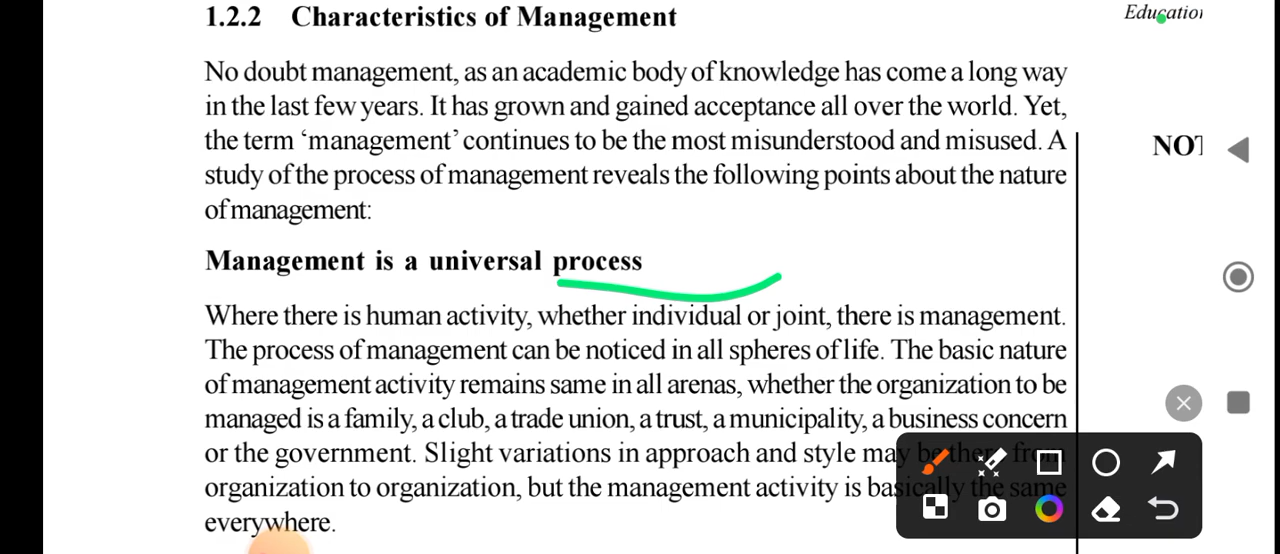 1.2.2 Characteristics of Management
No doubt management, as an academic body of knowledge has come a long way
in the last few years. It has grown and gained acceptance all over the world. Yet,
the term ‘management’ continues to be the most misunderstood and misused. A
study of the process of management reveals the following points about the nature
of management:
Management is a universal process
Where there is human activity, whether individual or joint, there is management.
The process of management can be noticed in all spheres of life. The basic nature
of management activity remains same in all arenas, whether the organization to be
managed is a family, a club, a trade union, a trust, a municipality, a business concern
or the government. Slight variations in approach and style may be there from
organization to organization, but the management activity is basically the same
everywhere.